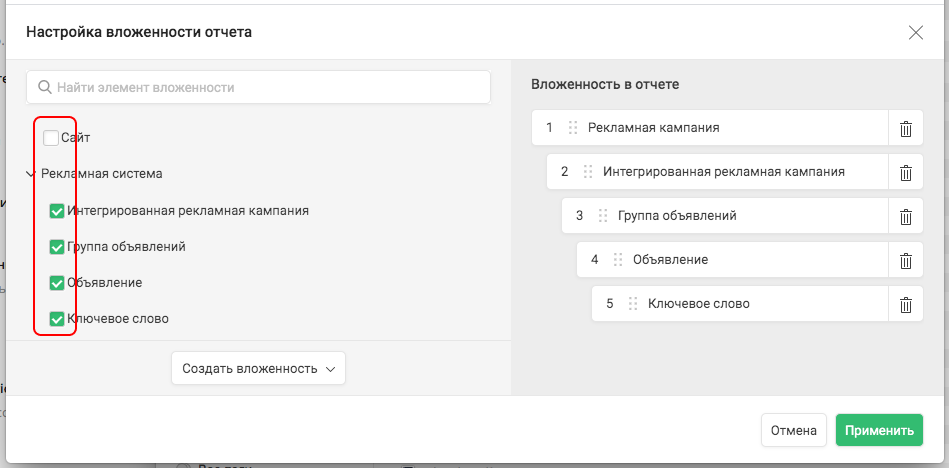 Настройка вложенности отчета
Найти элемент вложенности
Сайт
Рекламная система
Интегрированная рекламная кампания
Группа объявлений
Объявление
Ключевое слово
Создать вложенность
Вложенность в отчете
1 Рекламная кампания
2 Интегрированная рекламная кампания
3 Группа объявлений
4 Объявление
5 Ключевое слово
Отмена
Применить